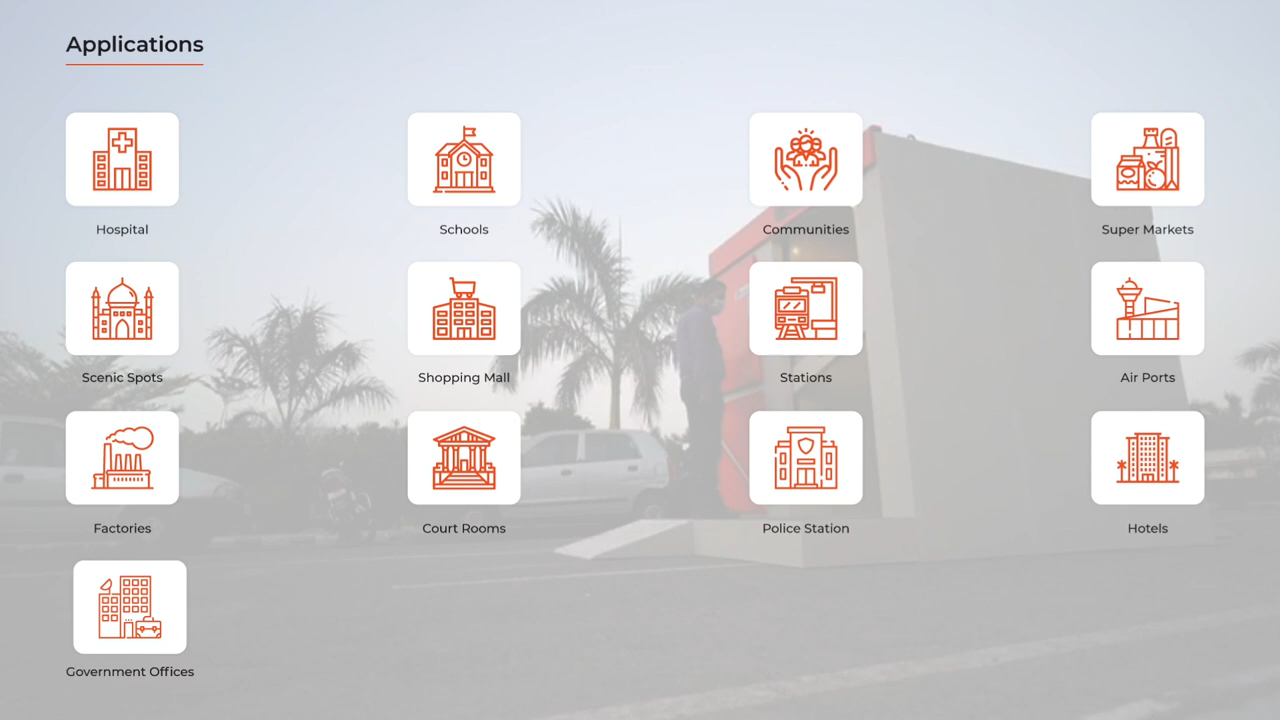 Applications
Hospital
Schools
Communities
Super Markets
Scenic Spots
Shopping Mall
Stations
Air Ports
Factories
Court Rooms
Police Station
Hotels
Government Offices